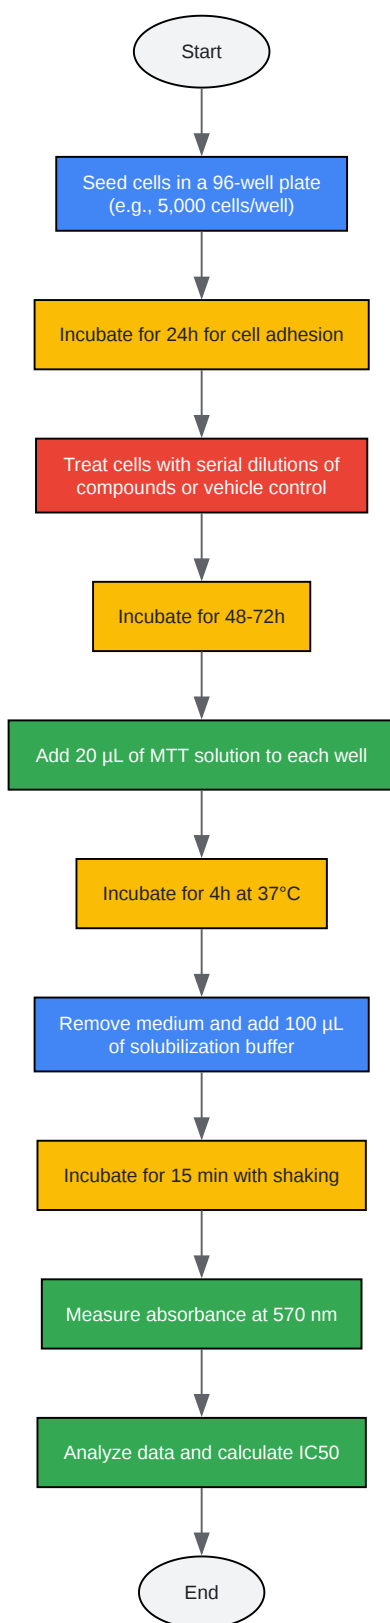 Start
Seed cells in a 96-well plate
(e.g., 5,000 cells/well)
Incubate for 24h for cell adhesion
Treat cells with serial dilutions of
compounds or vehicle control
Incubate for 48-72h
Add 20 µL of MTT solution to each well
Incubate for 4h at 37°C
Remove medium and add 100 µL
of solubilization buffer
Incubate for 15 min with shaking
Measure absorbance at 570 nm
Analyze data and calculate IC50
End